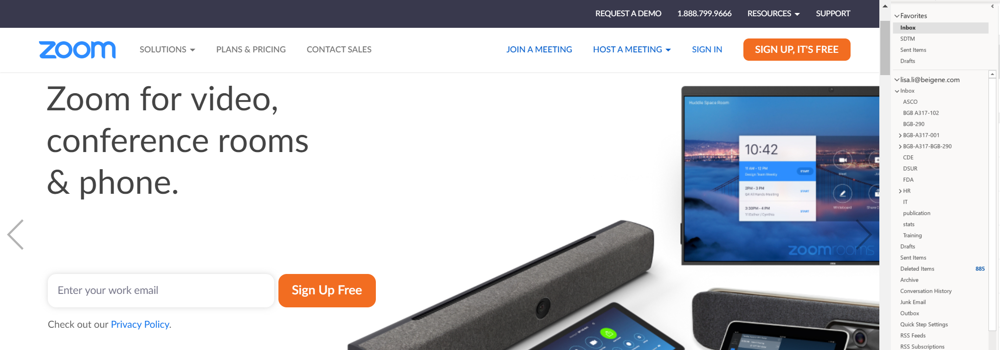 REQUEST A DEMO 1.888.799.9666 RESOURCES SUPPORT
zoom SOLUTIONS PLANS & PRICING CONTACT SALES JOIN A MEETING HOST A MEETING SIGN IN SIGN UP, IT'S FREE
Zoom for video,
conference rooms
& phone.
Enter your work email
Sign Up Free
Check out our Privacy Policy.
Huddle Space Room
10:42
11 AM - 12 PM
Design Team Weekly
START
2PM - 3 PM
Q4 All Hands Meeting
START
3:30PM - 4 PM
1:1 Esther / Cynthia
START
Meet
Whiteboard
zoomrooms
Favorites
Inbox
SDTM
Sent Items
Drafts
lisa.li@beigene.com
Inbox
ASCO
BGB A317-102
BGB-290
BGB-A317-001
BGB-A317-BGB-290
CDE
DSUR
FDA
HR
IT
publication
stats
Training
Drafts
Sent Items
Deleted Items 885
Archive
Conversation History
Junk Email
Outbox
Quick Step Settings
RSS Feeds
RSS Subscriptions